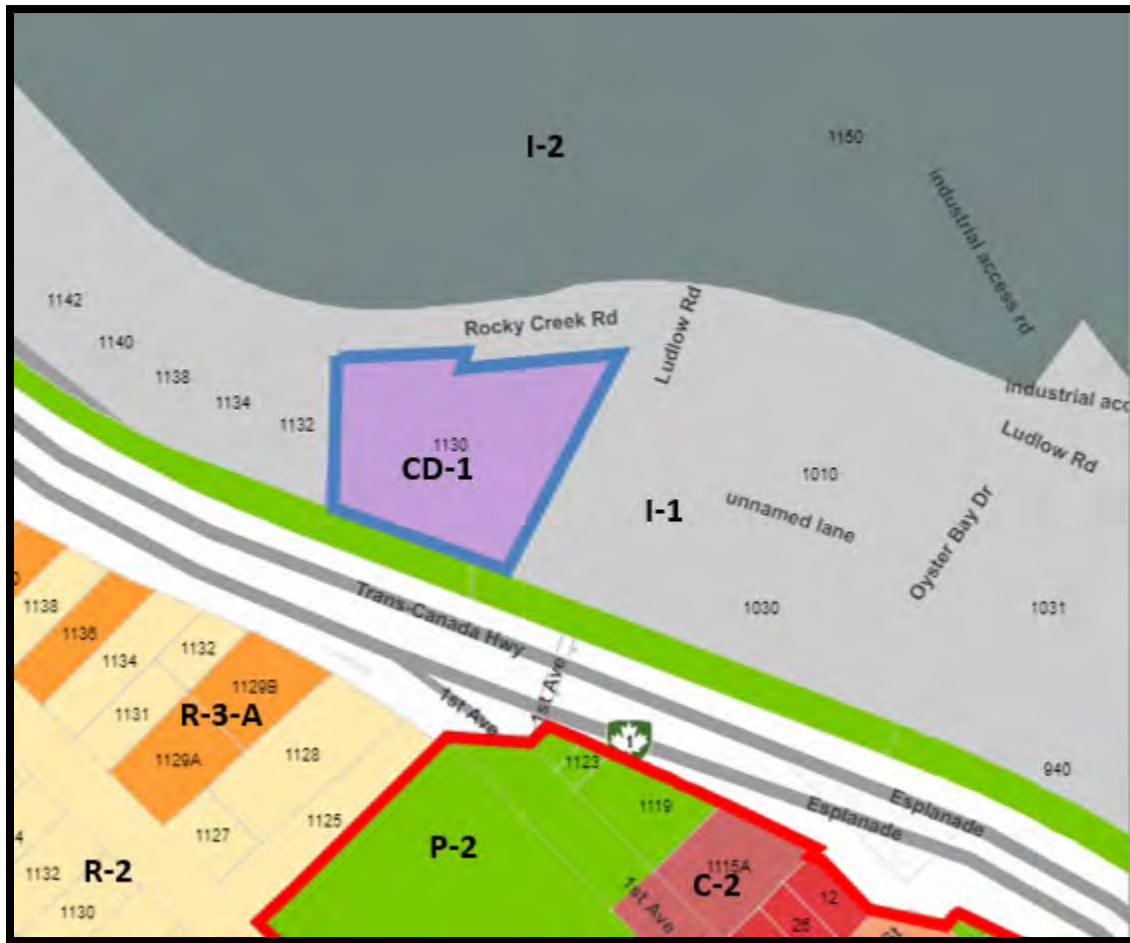 I-2
1150
industrial access rd
1142
Rocky Creek Rd
Ludlow Rd
1140
1138
1134
1132
industrial acc
1130
CD-1
Ludlow Rd
1010
unnamed lane
I-1
Oyster Bay Dr
1030
1031
Trans-Canada Hwy
1138
1136
1134
1132
1129B
1131
R-3-A
1st Ave
1st Ave
1
1129A
1128
1123
940
1119
Esplanade
Esplanade
1125
1127
P-2
1115A
C-2
1132
R-2
1st Ave
12
26
1130
St